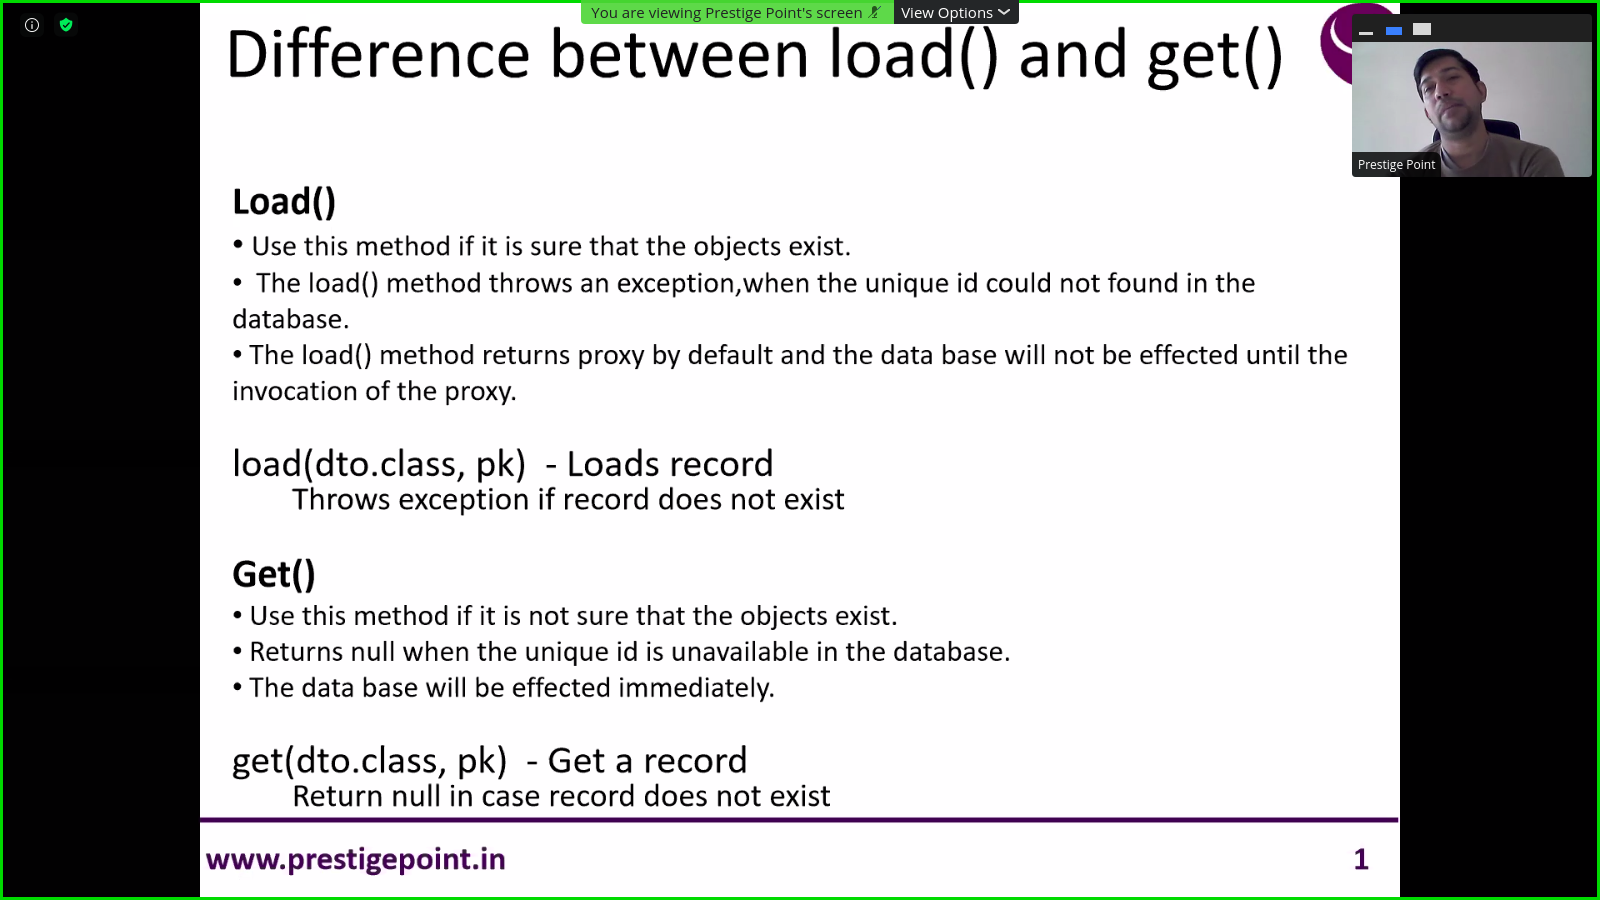 You are viewing Prestige Point's screen
View Options
Difference between load() and get()
Prestige Point
Load()
• Use this method if it is sure that the objects exist.
•  The load() method throws an exception,when the unique id could not found in the
database.
• The load() method returns proxy by default and the data base will not be effected until the
invocation of the proxy.
load(dto.class, pk)  - Loads record
Throws exception if record does not exist
Get()
• Use this method if it is not sure that the objects exist.
• Returns null when the unique id is unavailable in the database.
• The data base will be effected immediately.
get(dto.class, pk)  - Get a record
Return null in case record does not exist
www.prestigepoint.in
1